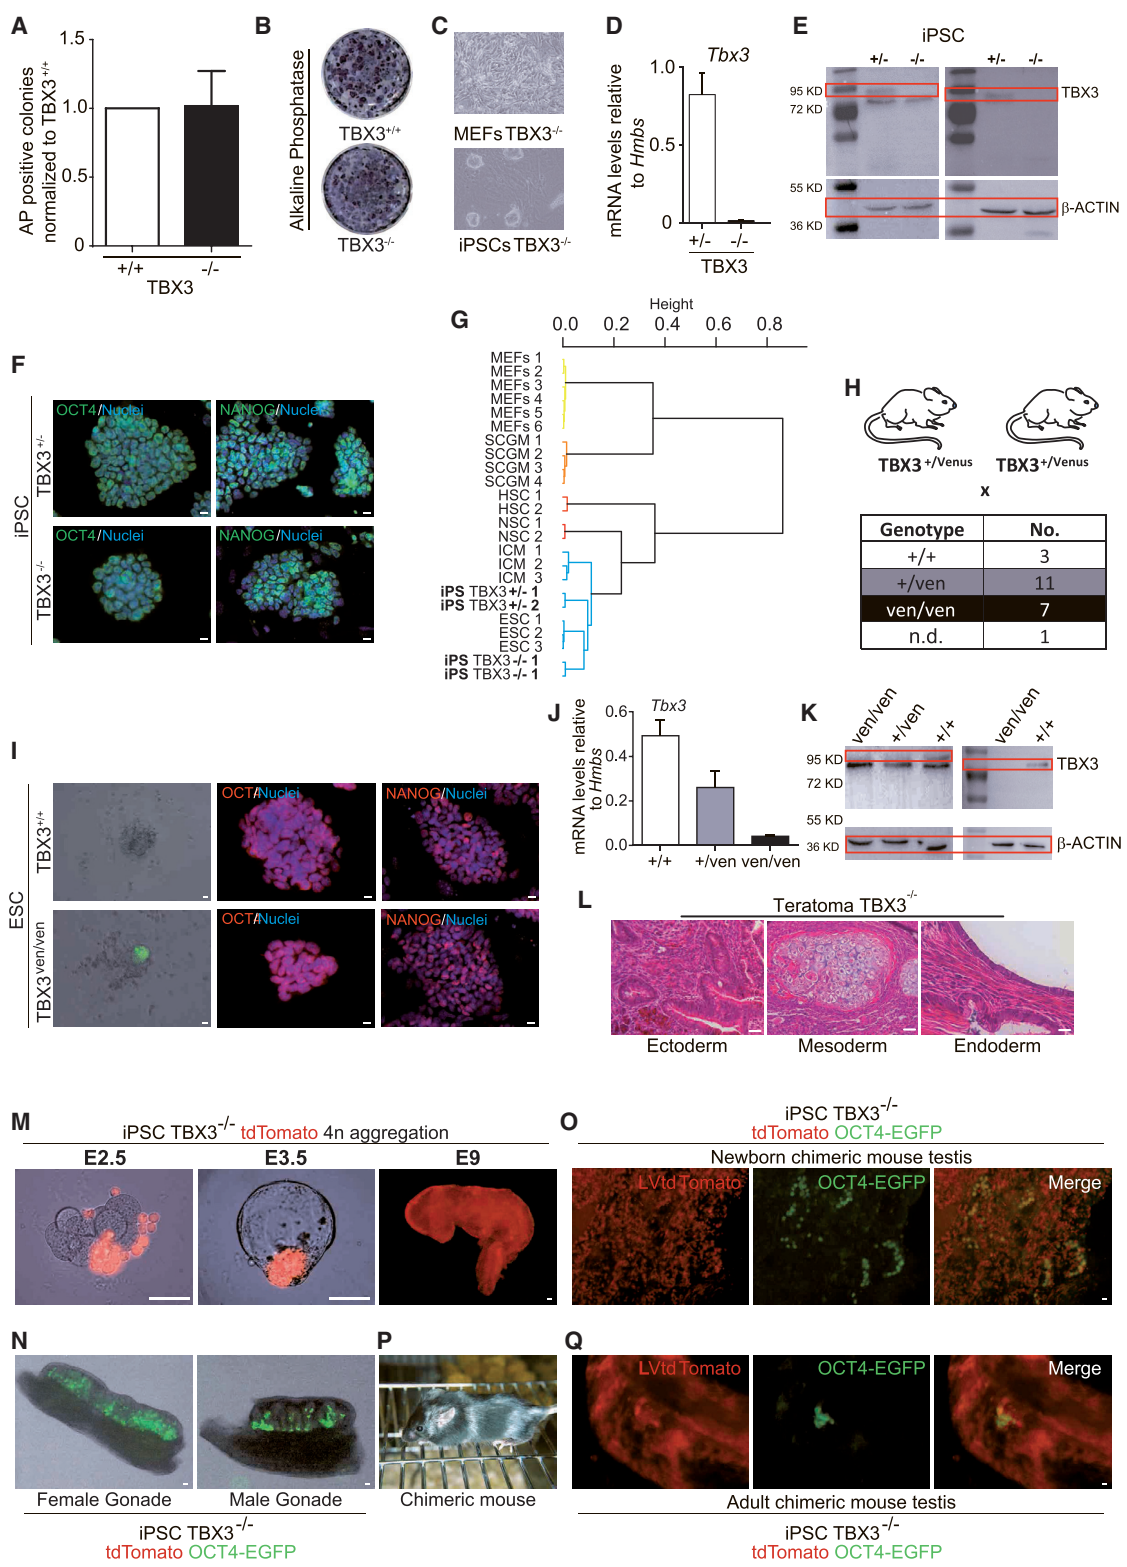 A
1.5
1.0
0.5
0
AP positive colonies
normalized to TBX3+/+
+/+ -/-
TBX3
B
Alkaline Phosphatase
TBX3+/+
TBX3-/-
C
MEFs TBX3-/-
iPSCs TBX3-/-
D
Tbx3
1.0
0.5
0
mRNA levels relative
to Hmbs
+/- -/-
TBX3
E
iPSC
+/- -/- +/- -/-
95 KD
72 KD
TBX3
55 KD
36 KD
β-ACTIN
F
iPSC
TBX3+/-
TBX3-/-
OCT4/Nuclei
NANOG/Nuclei
OCT4/Nuclei
NANOG/Nuclei
G
Height
0.0 0.2 0.4 0.6 0.8
MEFs 1
MEFs 2
MEFs 3
MEFs 4
MEFs 5
MEFs 6
SCGM 1
SCGM 2
SCGM 3
SCGM 4
HSC 1
HSC 2
NSC 1
NSC 2
ICM 1
ICM 2
ICM 3
iPS TBX3 +/- 1
iPS TBX3 +/- 2
ESC 1
ESC 2
ESC 3
iPS TBX3 -/- 1
iPS TBX3 -/- 1
H
TBX3 +/Venus TBX3 +/Venus
x
Genotype No.
+/+ 3
+/ven 11
ven/ven 7
n.d. 1
I
ESC
TBX3+/+
TBX3ven/ven
OCT4/Nuclei
NANOG/Nuclei
OCT4/Nuclei
NANOG/Nuclei
J
Tbx3
0.6
0.4
0.2
0.0
mRNA levels relative
to Hmbs
+/+ +/ven ven/ven
K
ven/ven +/ven +/+ ven/ven +/+
95 KD
72 KD
TBX3
55 KD
36 KD
β-ACTIN
L
Teratoma TBX3-/-
Ectoderm Mesoderm Endoderm
M
iPSC TBX3-/- tdTomato 4n aggregation
E2.5 E3.5 E9
N
Female Gonade Male Gonade
iPSC TBX3-/-
tdTomato OCT4-EGFP
O
iPSC TBX3-/-
tdTomato OCT4-EGFP
Newborn chimeric mouse testis
LVtdTomato OCT4-EGFP Merge
P
Chimeric mouse
Q
LVtdTomato OCT4-EGFP Merge
Adult chimeric mouse testis
iPSC TBX3-/-
tdTomato OCT4-EGFP